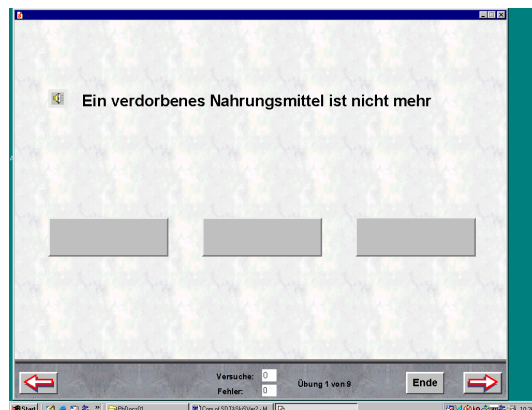 Ein verdorbenes Nahrungsmittel ist nicht mehr
Versuche: 0
Fehler: 0
Übung 1 von 9
Ende
Start